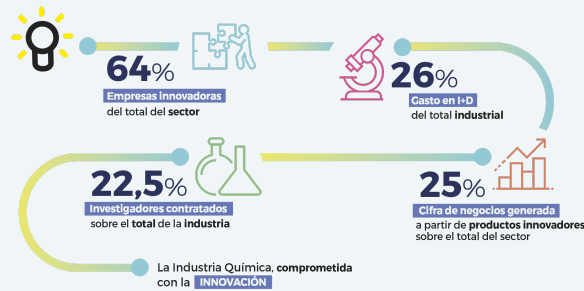 64%
Empresas innovadoras
del total del sector
26%
Gasto en I+D
del total industrial
22,5%
Investigadores contratados
sobre el total de la industria
25%
Cifra de negocios generada
a partir de productos innovadores
sobre el total del sector
La Industria Química, comprometida
con la INNOVACIÓN